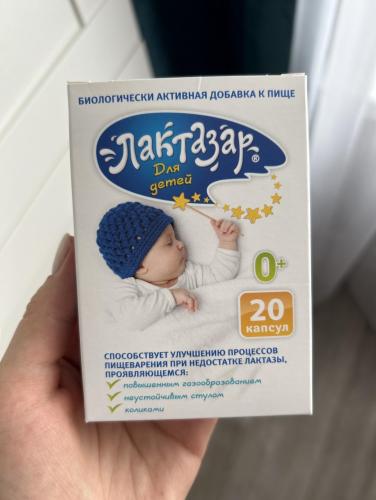 БИОЛОГИЧЕСКИ АКТИВНАЯ ДОБАВКА К ПИЩЕ
Лактазар®
Для
детей
0+
20
капсул
СПОСОБСТВУЕТ УЛУЧШЕНИЮ ПРОЦЕССОВ
ПИЩЕВАРЕНИЯ ПРИ НЕДОСТАТКЕ ЛАКТАЗЫ,
ПРОЯВЛЯЮЩЕМСЯ:
повышенным газообразованием
неустойчивым стулом
коликами